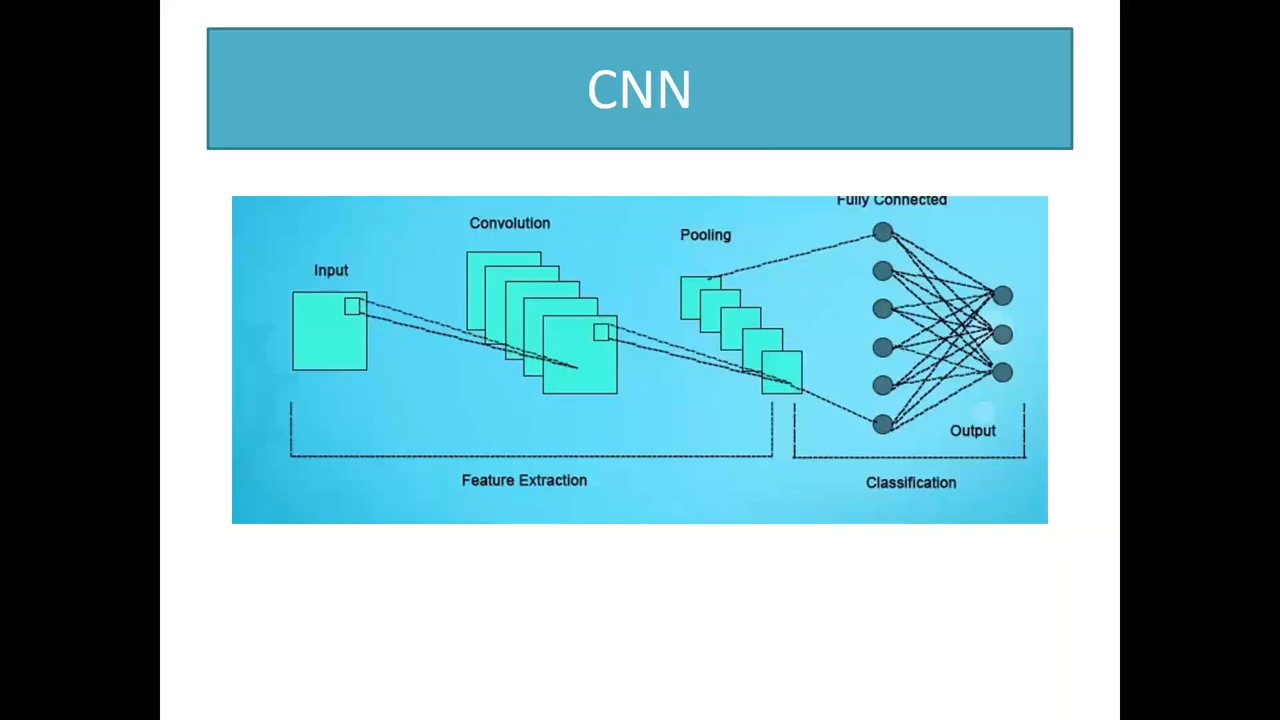 CNN
Input
Convolution
Pooling
Fully Connected
Output
Feature Extraction
Classification